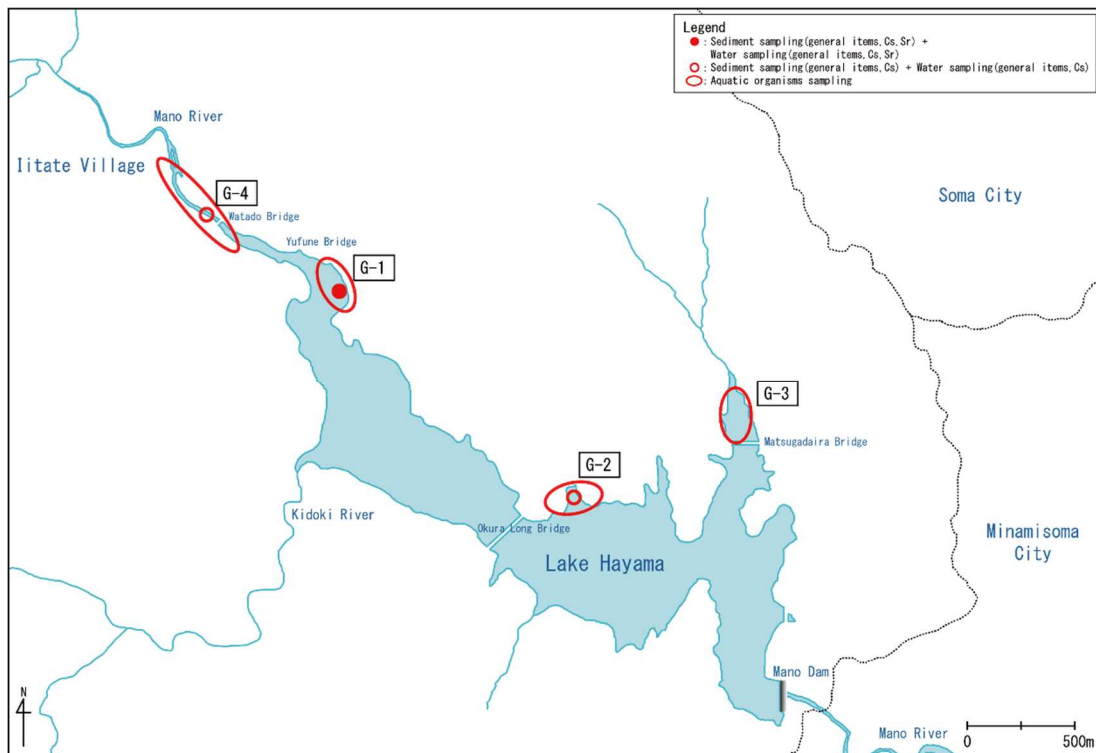 Legend
: Sediment sampling(general items,Cs,Sr) +
Water sampling(general items,Cs,Sr)
: Sediment sampling(general items,Cs) + Water sampling(general items,Cs)
: Aquatic organisms sampling
Mano River
Iitate Village
G-4
Watado Bridge
Yufune Bridge
G-1
Soma City
G-3
Matsugadaira Bridge
G-2
Kidoki River
Okura Long Bridge
Lake Hayama
Minamisoma
City
Mano Dam
Mano River
N
0 500m